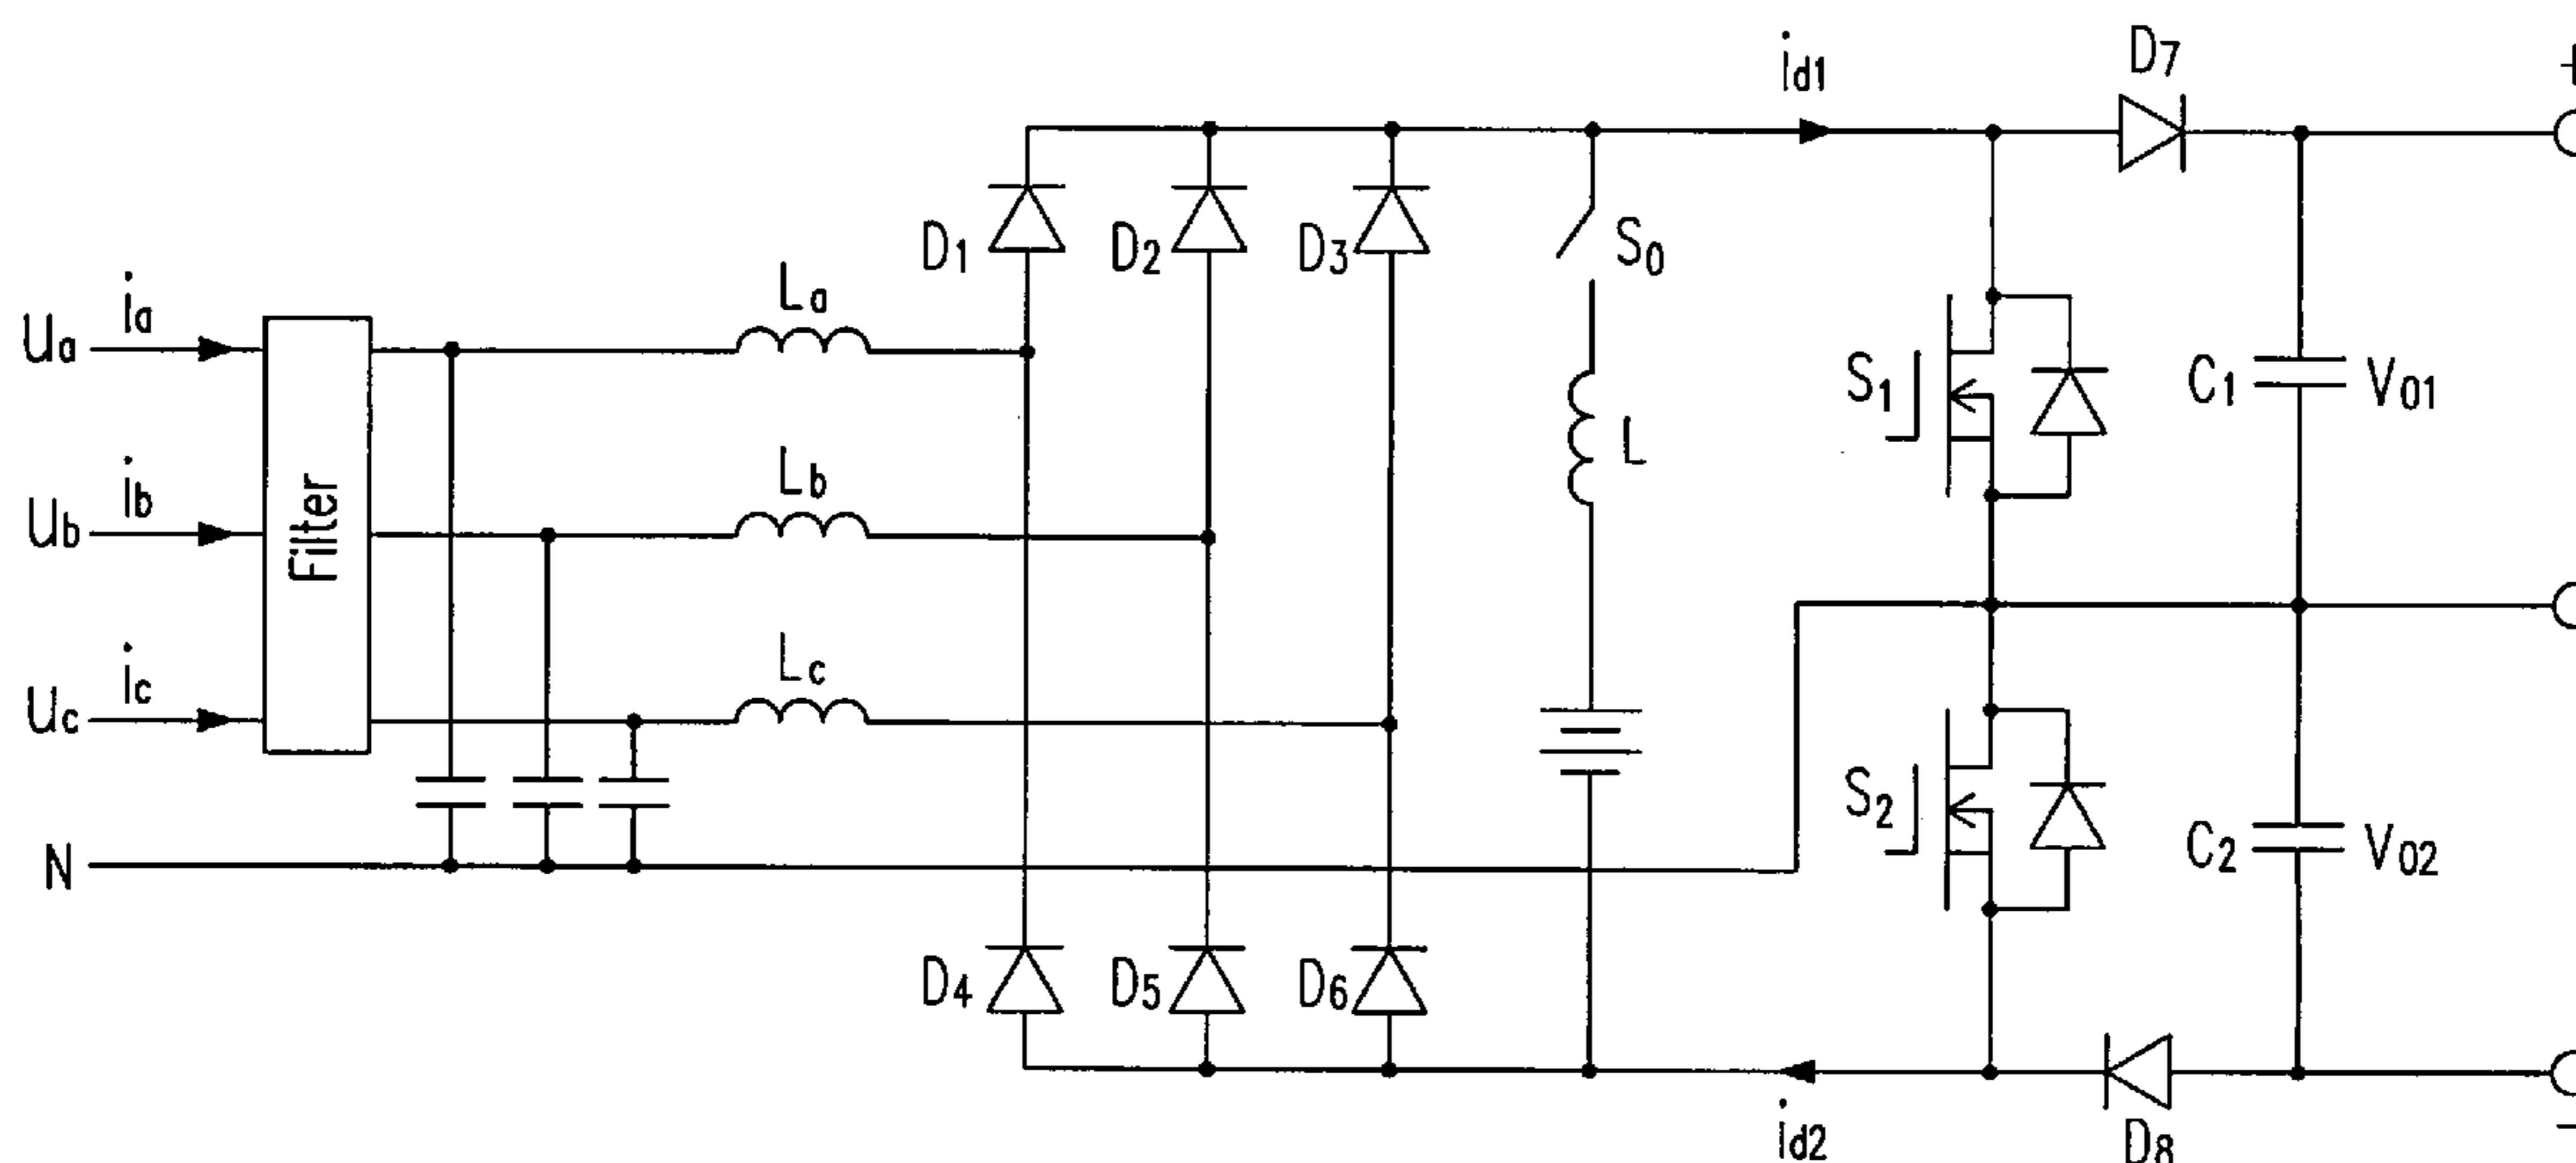 id1
D7
+
D1
D2
D3
S0
Ua
ia
La
S1
C1
V01
Ub
ib
Filter
Lb
L
Uc
ic
Lc
S2
C2
V02
N
D4
D5
D6
id2
D8
−